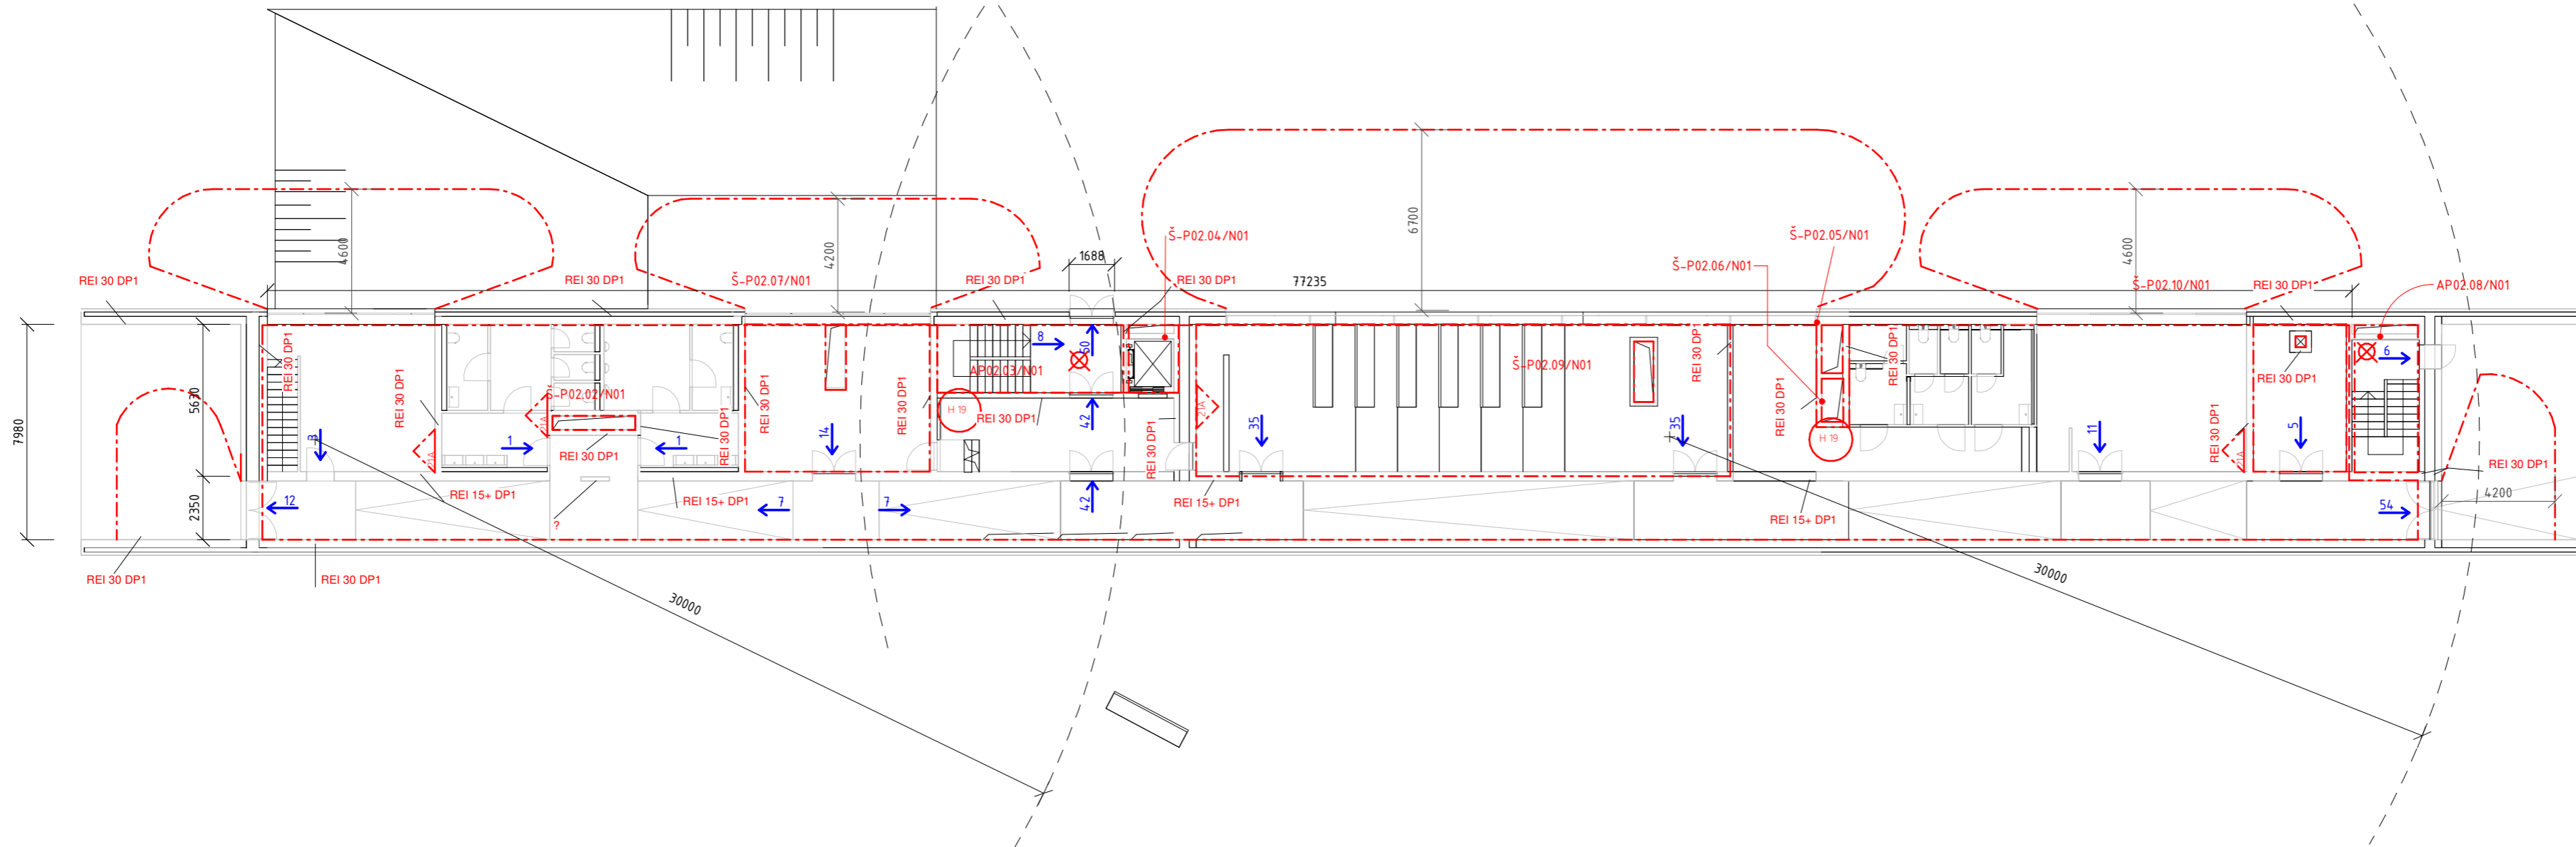 4600
4200
6700
4600
Š-P02.04/N01
Š-P02.05/N01
1688
Š-P02.06/N01
REI 30 DP1
REI 30 DP1
Š-P02.07/N01
REI 30 DP1
REI 30 DP1
77235
Š-P02.10/N01
REI 30 DP1
AP02.08/N01
8
60
6
5630
REI 30 DP1
REI 30 DP1
Š-P02.02/N01
REI 30 DP1
REI 30 DP1
AP02.03/N01
Š-P02.09/N01
REI 30 DP1
REI 30 DP1
REI 30 DP1
REI 30 DP1
7980
H 19
REI 30 DP1
42
21A
21A
H 19
3
21A
1
REI 30 DP1
1
REI 30 DP1
14
REI 30 DP1
35
35
11
REI 30 DP1
21A
5
REI 30 DP1
2350
12
REI 15+ DP1
REI 15+ DP1
7
7
42
REI 15+ DP1
REI 15+ DP1
54
4200
?
REI 30 DP1
REI 30 DP1
30000
30000